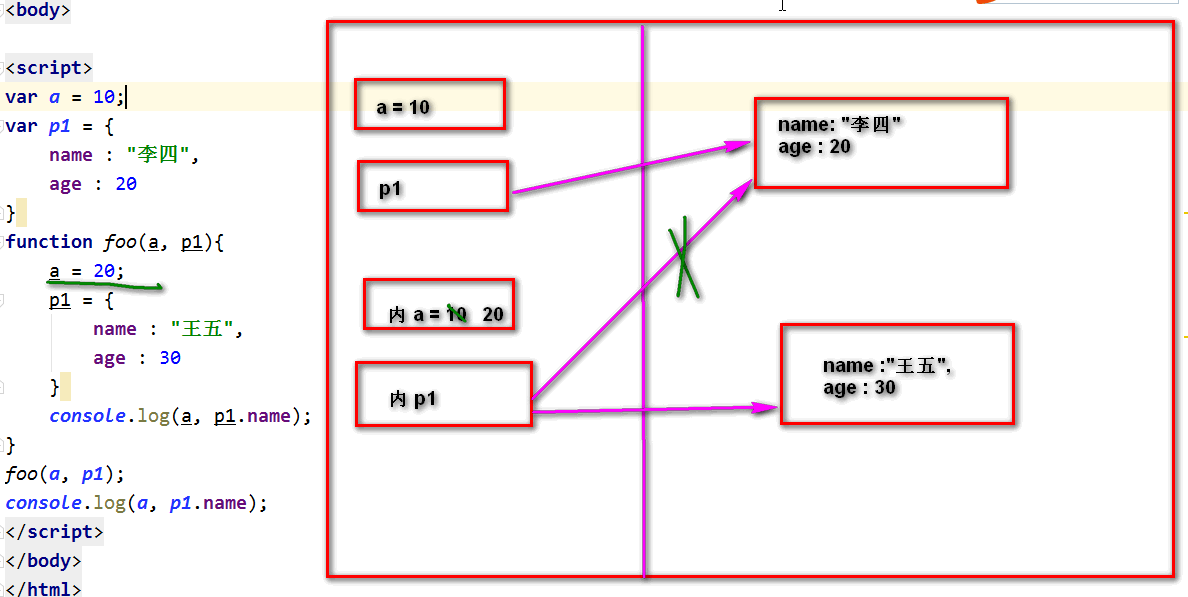 <body>
<script>
var a = 10;
var p1 = {
name : "李四",
age : 20
}
function foo(a, p1){
a = 20;
p1 = {
name : "王五",
age : 30
}
console.log(a, p1.name);
}
foo(a, p1);
console.log(a, p1.name);
</script>
</body>
</html>
a = 10
p1
内 a = 10 20
内 p1
name: "李四"
age : 20
name :"王五",
age : 30